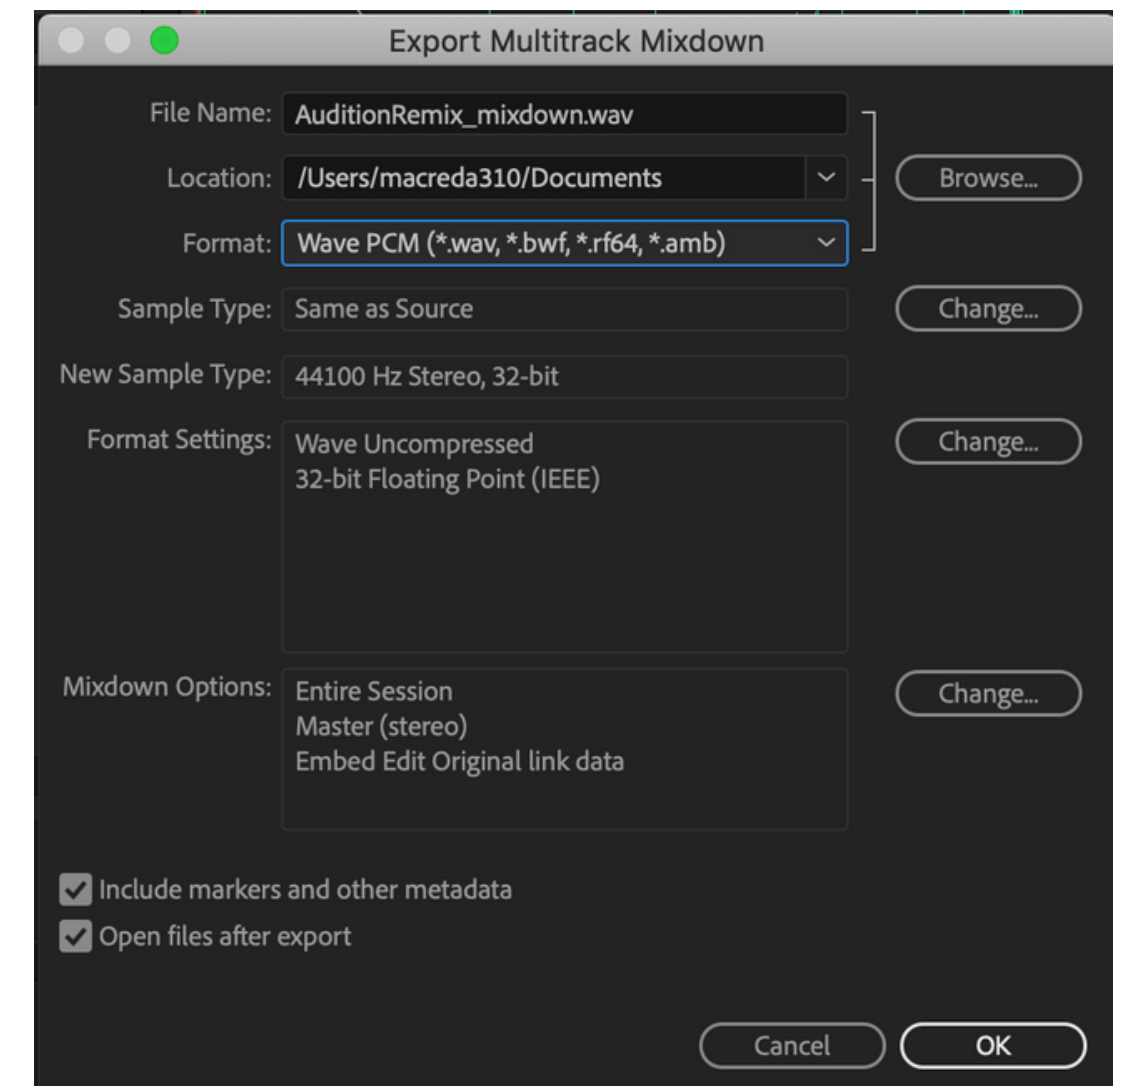 Export Multitrack Mixdown
File Name: AuditionRemix_mixdown.wav
Location: /Users/macreda310/Documents Browse...
Format: Wave PCM (*.wav, *.bwf, *.rf64, *.amb)
Sample Type: Same as Source Change...
New Sample Type: 44100 Hz Stereo, 32-bit
Format Settings: Wave Uncompressed Change...
32-bit Floating Point (IEEE)
Mixdown Options: Entire Session Change...
Master (stereo)
Embed Edit Original link data
Include markers and other metadata
Open files after export
Cancel OK